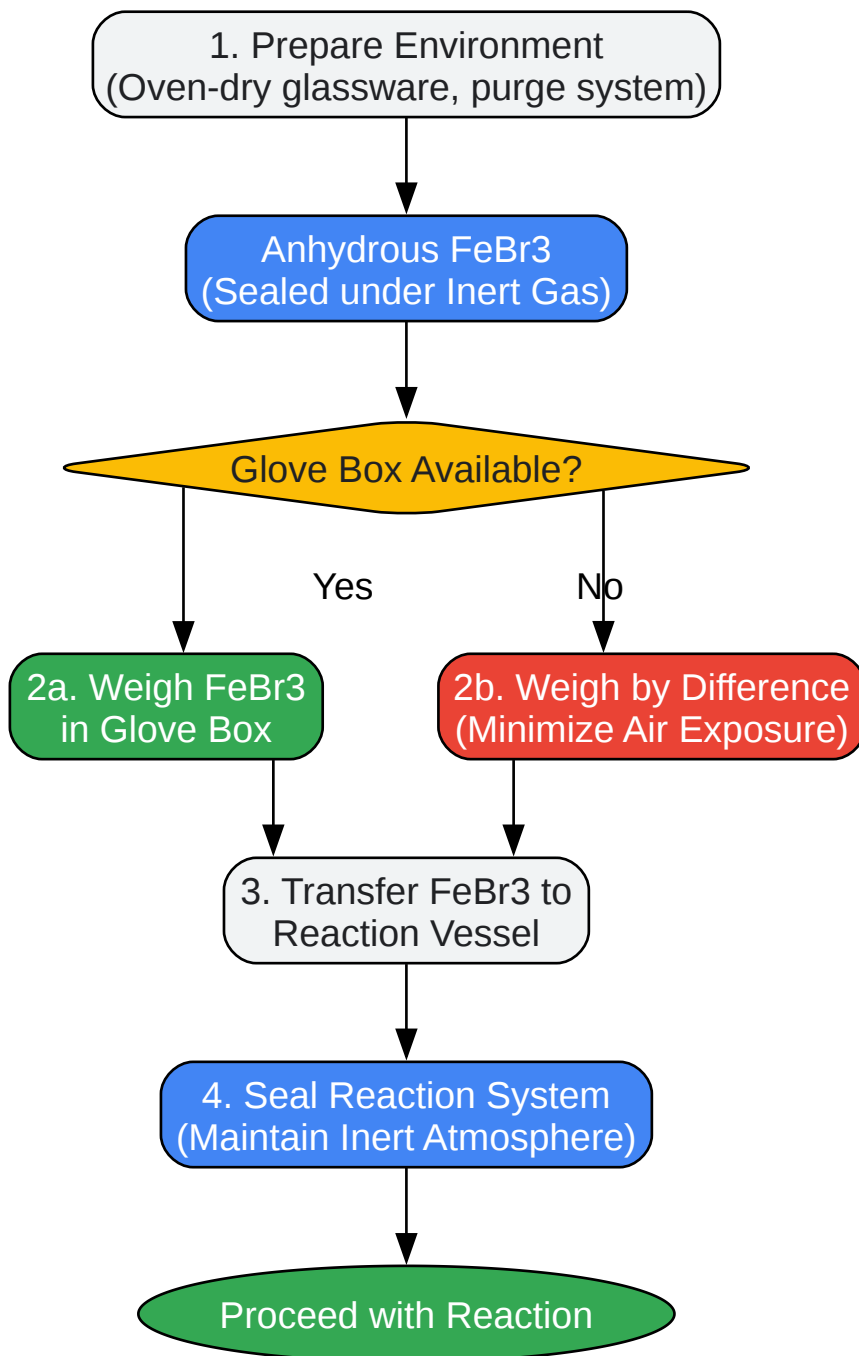 1. Prepare Environment
(Oven-dry glassware, purge system)
Anhydrous FeBr3
(Sealed under Inert Gas)
Glove Box Available?
Yes
No
2a. Weigh FeBr3
in Glove Box
2b. Weigh by Difference
(Minimize Air Exposure)
3. Transfer FeBr3 to
Reaction Vessel
4. Seal Reaction System
(Maintain Inert Atmosphere)
Proceed with Reaction